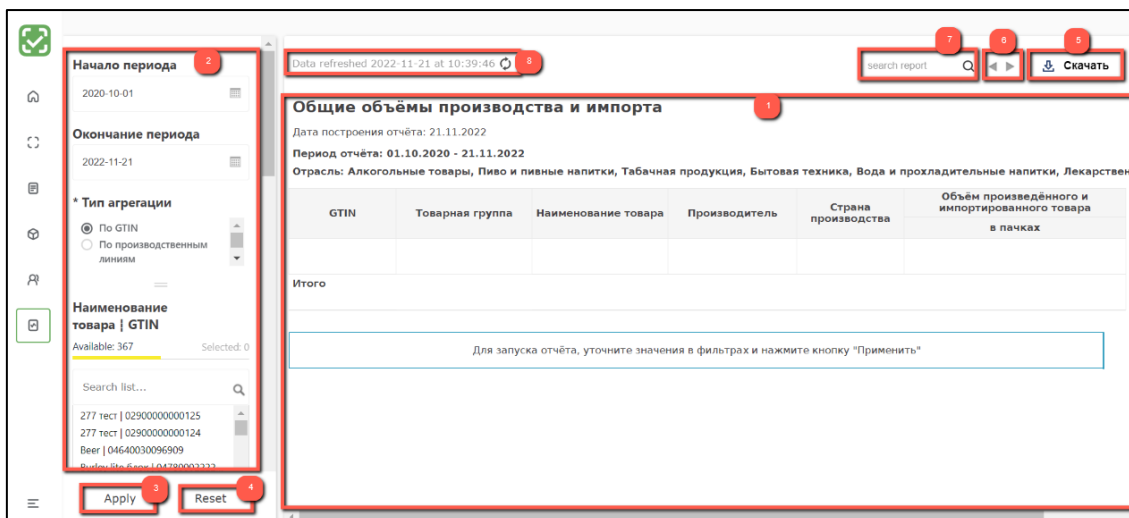 Начало периода
2
2020-10-01
Окончание периода
2022-11-21
* Тип агрегации
По GTIN
По производственным
линиям
Наименование
товара ¦ GTIN
Available: 367
Selected: 0
Search list...
277 тест | 02900000000125
277 тест | 02900000000124
Beer | 04640030096909
3
Apply
4
Reset
Data refreshed 2022-11-21 at 10:39:46
8
7
search report
6
5
Скачать
1
Общие объёмы производства и импорта
Дата построения отчёта: 21.11.2022
Период отчёта: 01.10.2020 - 21.11.2022
Отрасль: Алкогольные товары, Пиво и пивные напитки, Табачная продукция, Бытовая техника, Вода и прохладительные напитки, Лекарствен
GTIN
Товарная группа
Наименование товара
Производитель
Страна
производства
Объём произведённого и
импортированного товара
в пачках
Итого
Для запуска отчёта, уточните значения в фильтрах и нажмите кнопку "Применить"